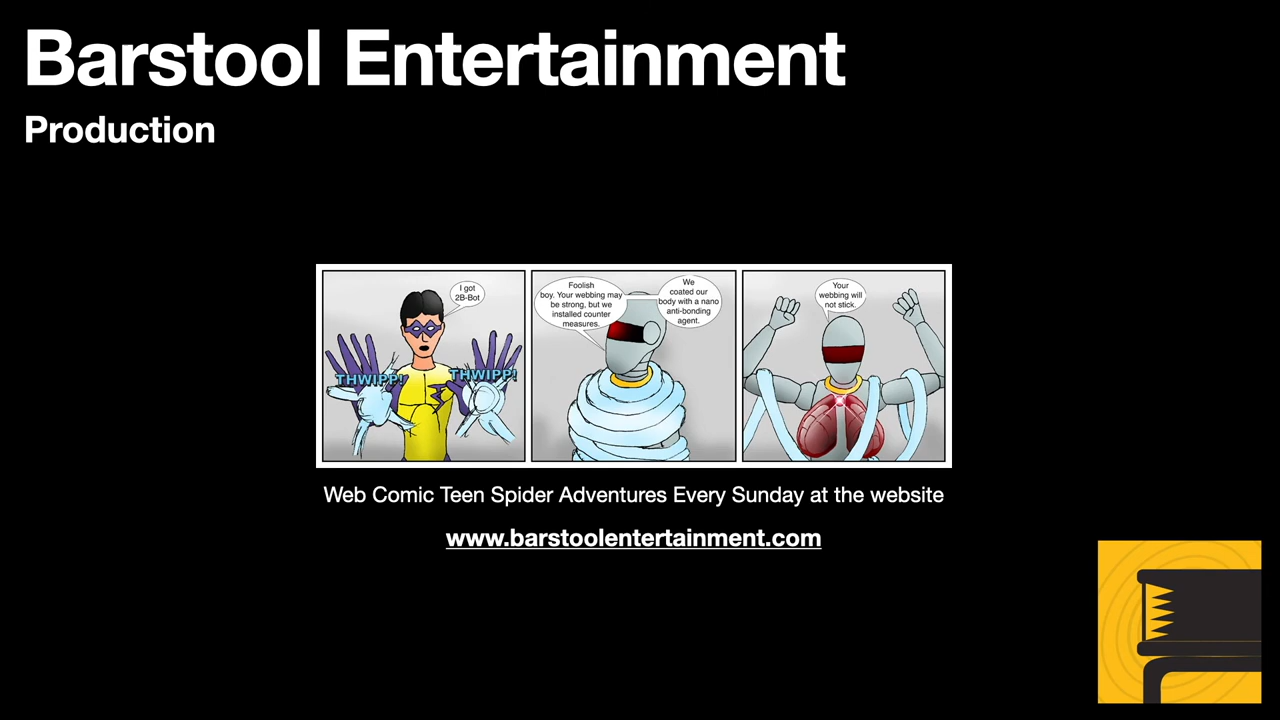 Barstool Entertainment
Production
I got
2B-Bot
THWIPP!
THWIPP!
Foolish
boy. Your webbing may
be strong, but we
installed counter
measures.
We
coated our
body with a nano
anti-bonding
agent.
Your
webbing will
not stick.
Web Comic Teen Spider Adventures Every Sunday at the website
www.barstoolentertainment.com